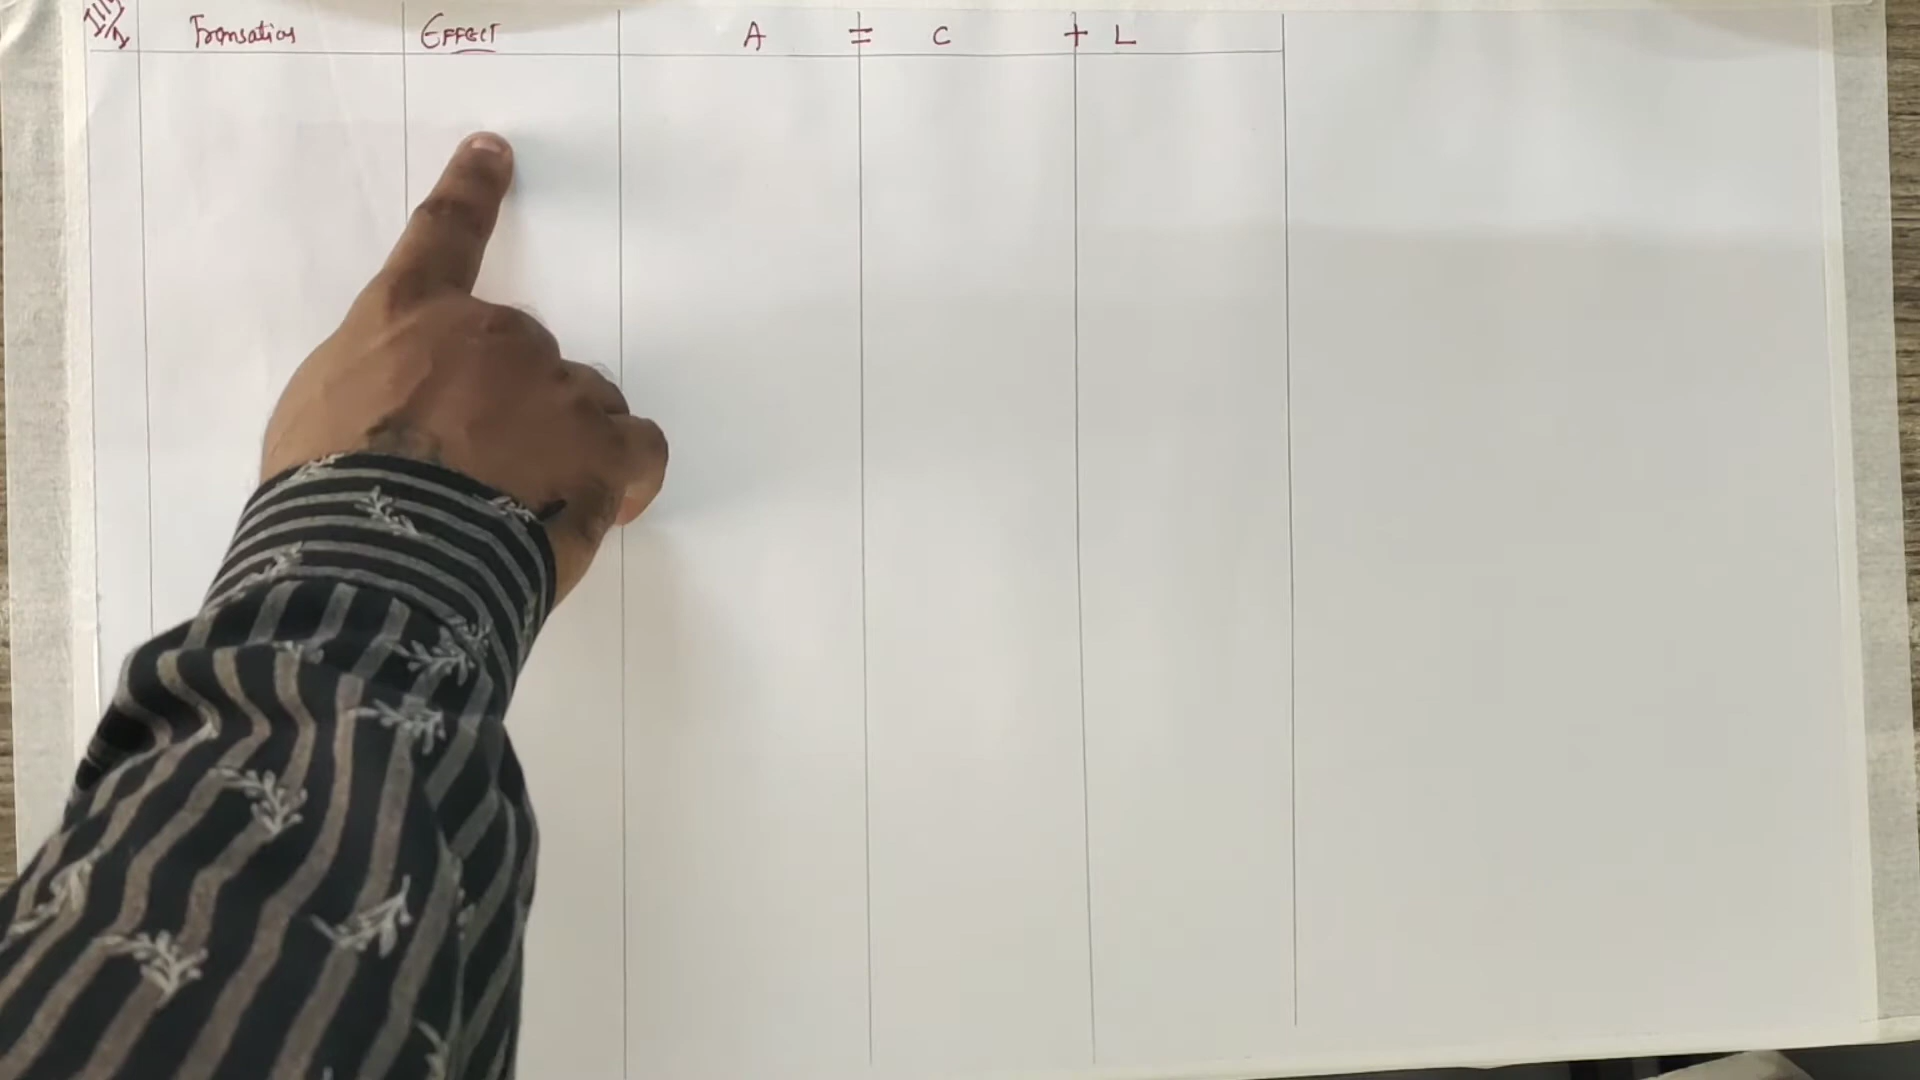 Transation Effect A = C + L